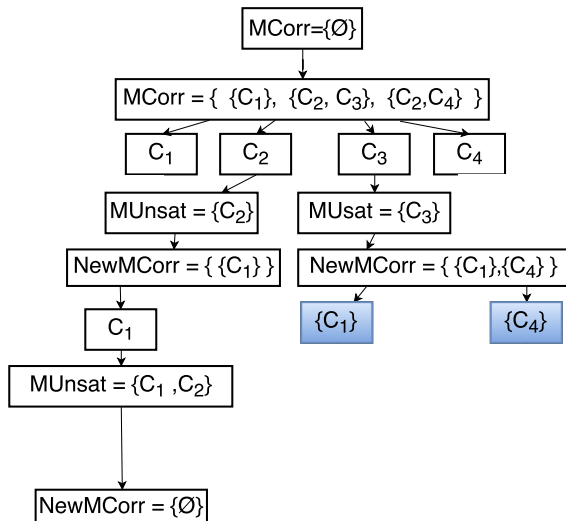 MCorr={Ø}
MCorr = { {C₁}, {C₂, C₃}, {C₂,C₄} }
C₁ C₂ C₃ C₄
MUnsat = {C₂} MUsat = {C₃}
NewMCorr = { {C₁} } NewMCorr = { {C₁},{C₄} }
C₁ {C₁} {C₄}
MUnsat = {C₁ ,C₂}
NewMCorr = {Ø}